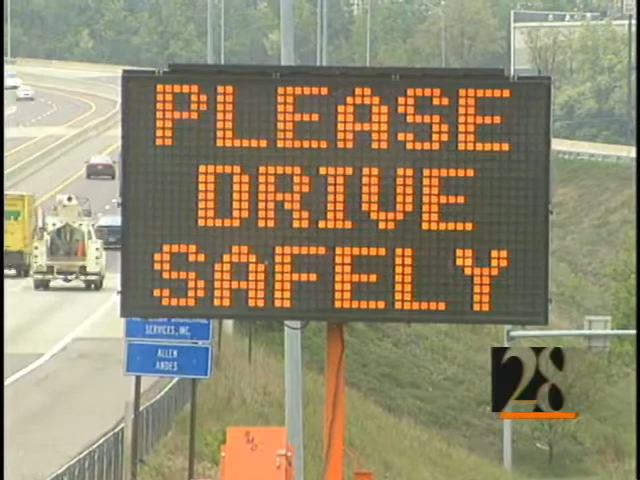 PLEASE
DRIVE
SAFELY
SERVICES, INC.
ALLEN
ANDES
28